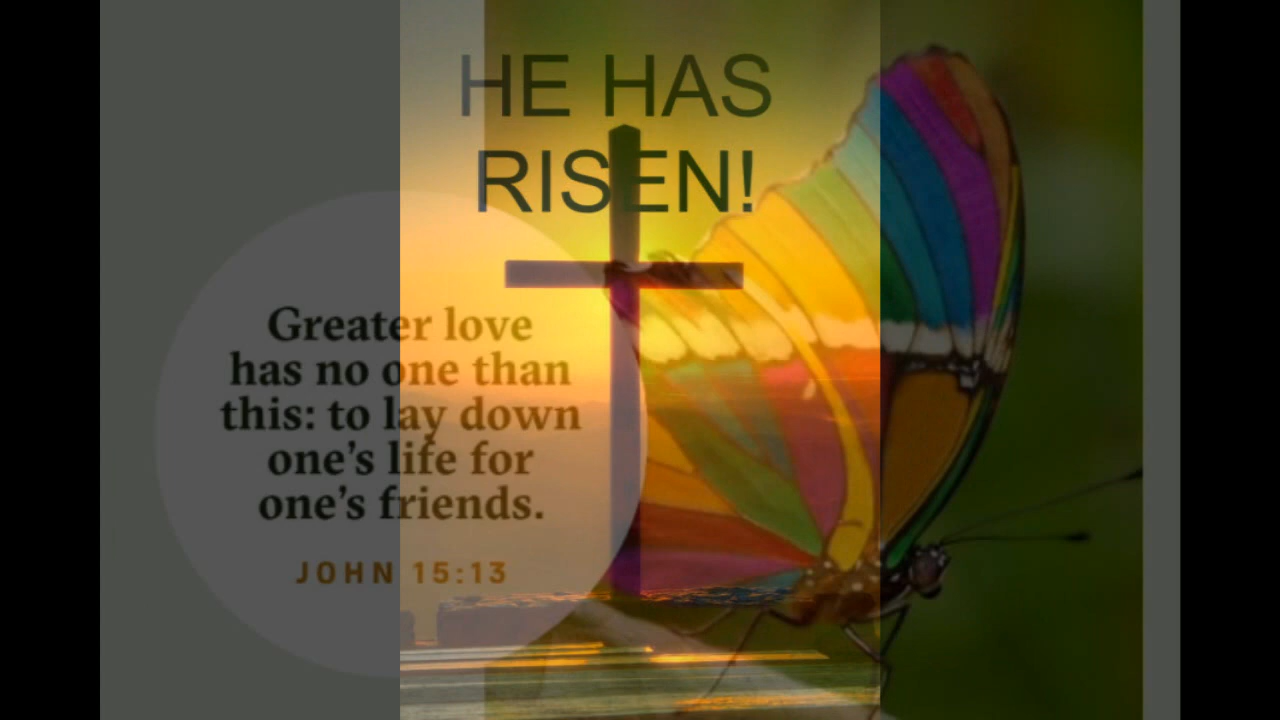 HE HAS
RISEN!
Greater love
has no one than
this: to lay down
one’s life for
one’s friends.
JOHN 15:13